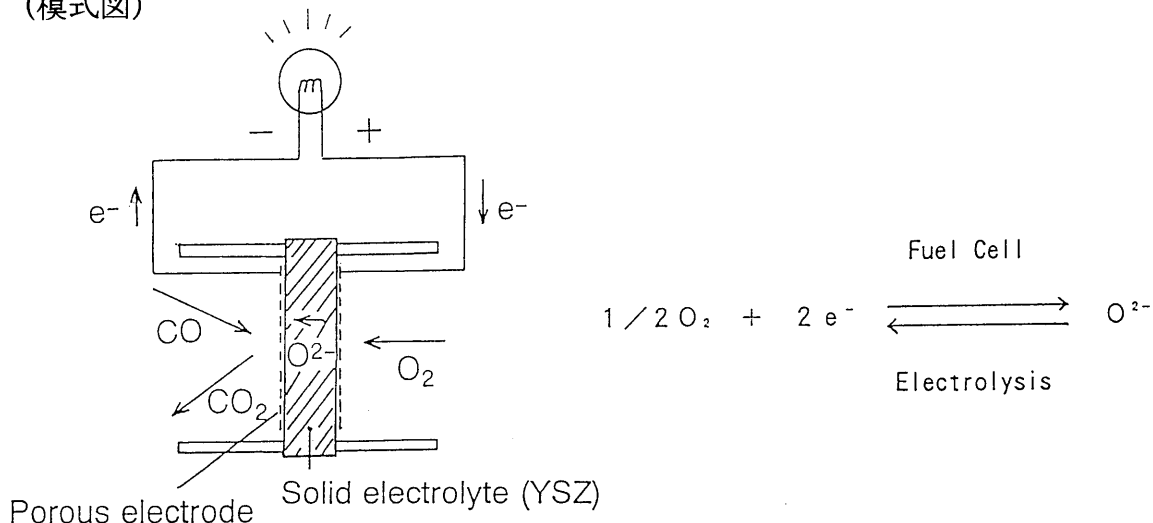 (模式図)
− +
e⁻ e⁻
CO
O²⁻
O₂
CO₂
Porous electrode
Solid electrolyte (YSZ)
Fuel Cell
1/2O₂ + 2e⁻ ⇄ O²⁻
Electrolysis